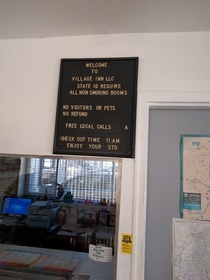 WELCOME
TO
VILLAGE INN LLC
STATE IS REQUIRE
ALL NON SMOKING ROOMS
NO VISITORS OR PETS
NO REFUND
FREE LOCAL CALLS A
CHECK OUT TIME 11 AM
ENJOY YOUR STD